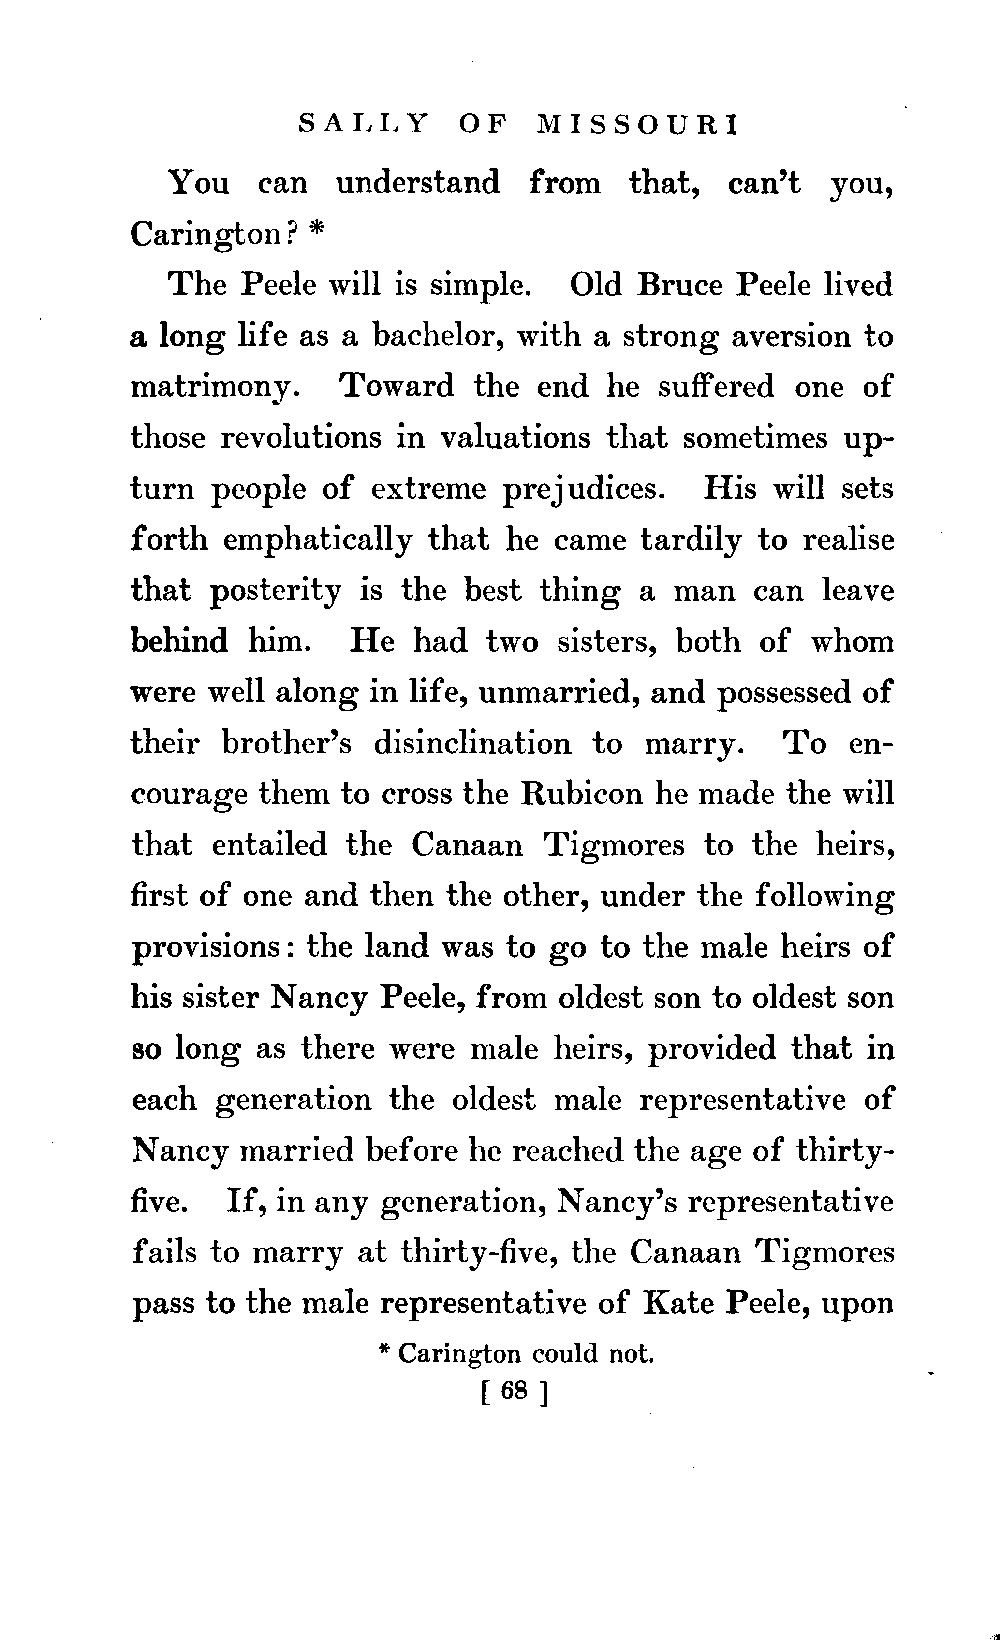 SALLY OF MISSOURI
You can understand from that, can't you,
Carington? *
The Peele will is simple. Old Bruce Peele lived
a long life as a bachelor, with a strong aversion to
matrimony. Toward the end he suffered one of
those revolutions in valuations that sometimes up-
turn people of extreme prejudices. His will sets
forth emphatically that he came tardily to realise
that posterity is the best thing a man can leave
behind him. He had two sisters, both of whom
were well along in life, unmarried, and possessed of
their brother's disinclination to marry. To en-
courage them to cross the Rubicon he made the will
that entailed the Canaan Tigmores to the heirs,
first of one and then the other, under the following
provisions: the land was to go to the male heirs of
his sister Nancy Peele, from oldest son to oldest son
so long as there were male heirs, provided that in
each generation the oldest male representative of
Nancy married before he reached the age of thirty-
five. If, in any generation, Nancy's representative
fails to marry at thirty-five, the Canaan Tigmores
pass to the male representative of Kate Peele, upon
* Carington could not.
[ 68 ]